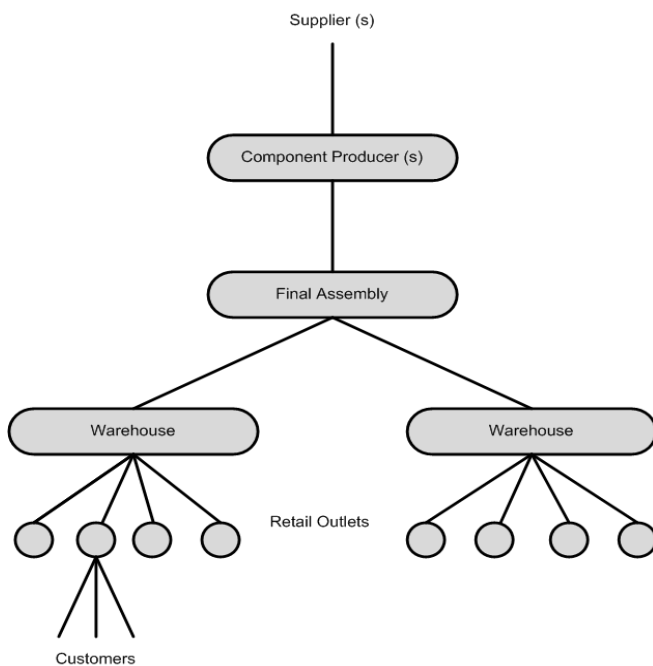 Supplier (s)
Component Producer (s)
Final Assembly
Warehouse
Warehouse
Retail Outlets
Customers